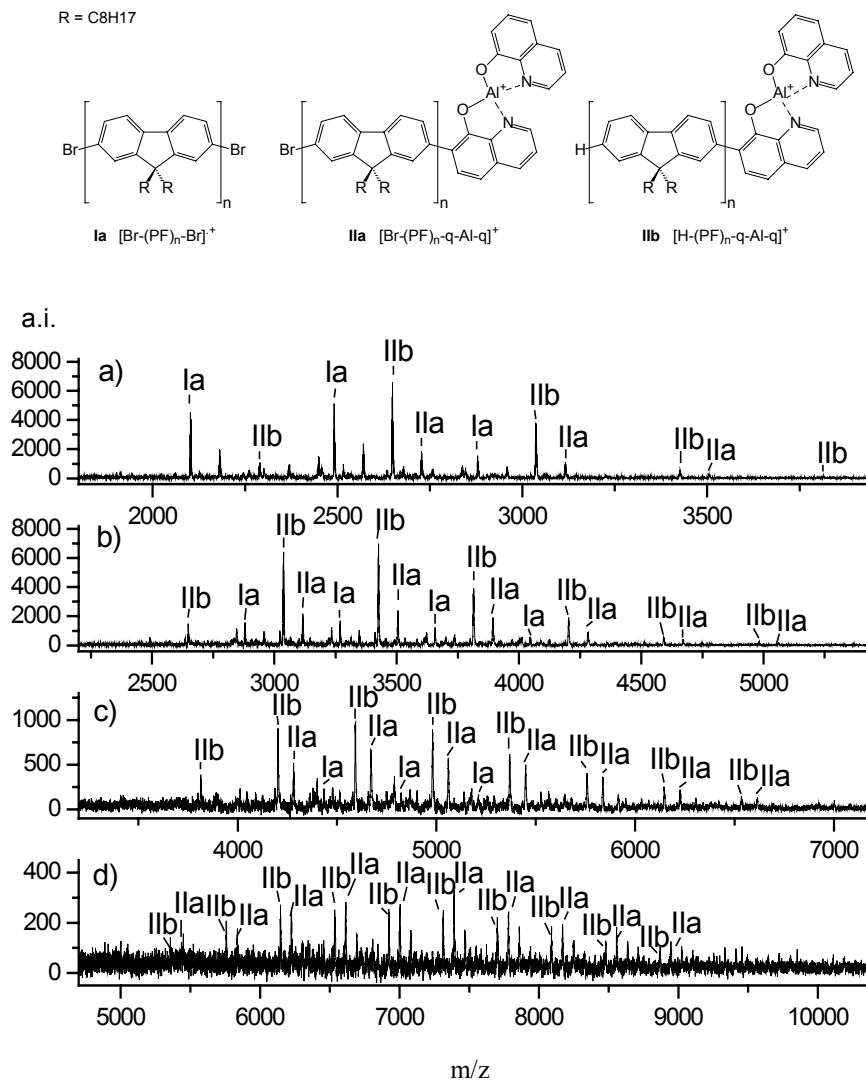 R = C8H17
O
Al+
N
O
N
Br
Br
R
R
n
Br
R
R
n
O
Al+
N
O
N
H
R
R
n
Ia [Br-(PF)n-Br]·+
IIa [Br-(PF)n-q-Al-q]+
IIb [H-(PF)n-q-Al-q]+
a.i.
a)
8000
6000
4000
2000
0
Ia
IIb
Ia
IIb
IIa
Ia
IIb
IIa
IIb
IIa
IIb
2000 2500 3000 3500
b)
8000
6000
4000
2000
0
IIb
Ia
IIb
IIa
Ia
IIb
IIa
Ia
IIb
IIa
Ia
IIb
IIa
IIb
IIa
IIb
IIa
2500 3000 3500 4000 4500 5000
c)
1000
500
0
IIb
IIb
IIa
Ia
IIb
IIa
Ia
IIb
IIa
Ia
IIb
IIa
IIb
IIa
IIb
IIa
IIb
IIa
4000 5000 6000 7000
d)
400
200
0
IIb
IIa
IIb
IIa
IIb
IIa
IIb
IIa
IIb
IIa
IIb
IIa
IIb
IIa
IIb
IIa
IIb
IIa
IIb
IIa
5000 6000 7000 8000 9000 10000
m/z